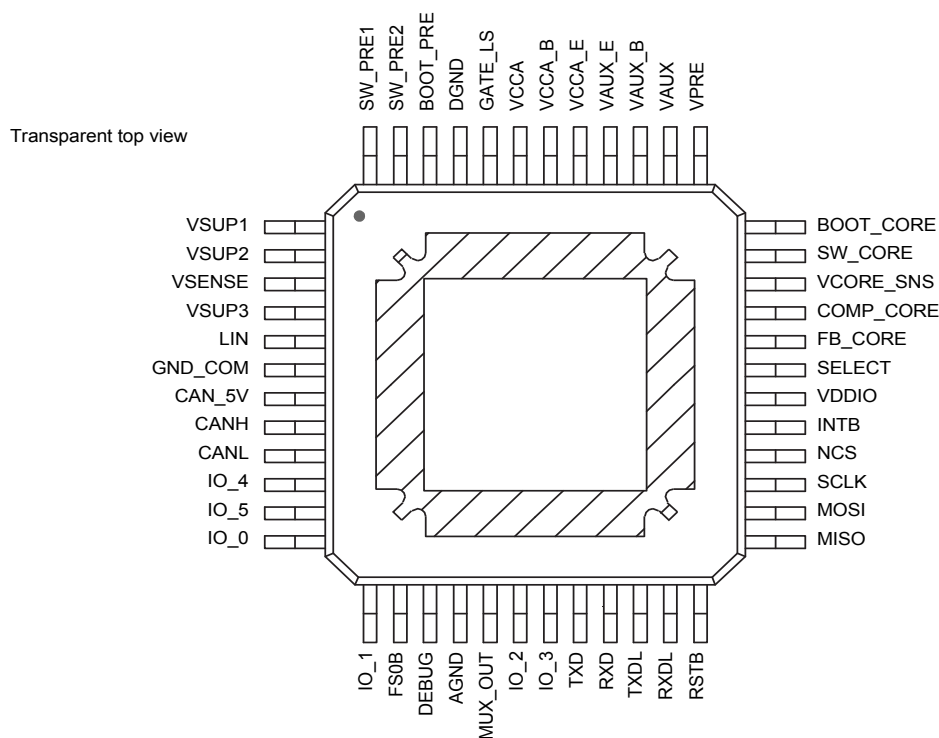 SW_PRE1
SW_PRE2
BOOT_PRE
DGND
GATE_LS
VCCA
VCCA_B
VCCA_E
VAUX_E
VAUX_B
VAUX
VPRE
Transparent top view
VSUP1
VSUP2
VSENSE
VSUP3
LIN
GND_COM
CAN_5V
CANH
CANL
IO_4
IO_5
IO_0
BOOT_CORE
SW_CORE
VCORE_SNS
COMP_CORE
FB_CORE
SELECT
VDDIO
INTB
NCS
SCLK
MOSI
MISO
IO_1
FS0B
DEBUG
AGND
MUX_OUT
IO_2
IO_3
TXD
RXD
TXDL
RXDL
RSTB